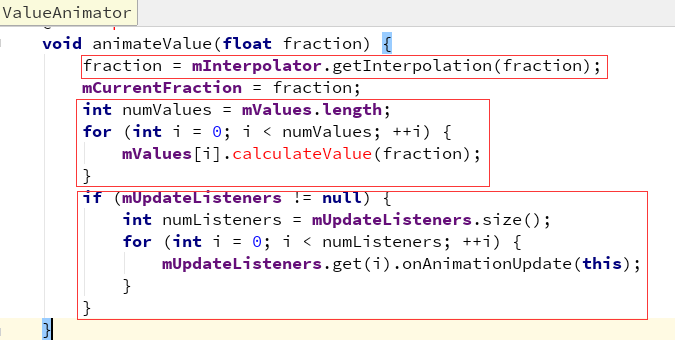 ValueAnimator
void animateValue(float fraction) {
fraction = mInterpolator.getInterpolation(fraction);
mCurrentFraction = fraction;
int numValues = mValues.length;
for (int i = 0; i < numValues; ++i) {
mValues[i].calculateValue(fraction);
}
if (mUpdateListeners != null) {
int numListeners = mUpdateListeners.size();
for (int i = 0; i < numListeners; ++i) {
mUpdateListeners.get(i).onAnimationUpdate(this);
}
}
}